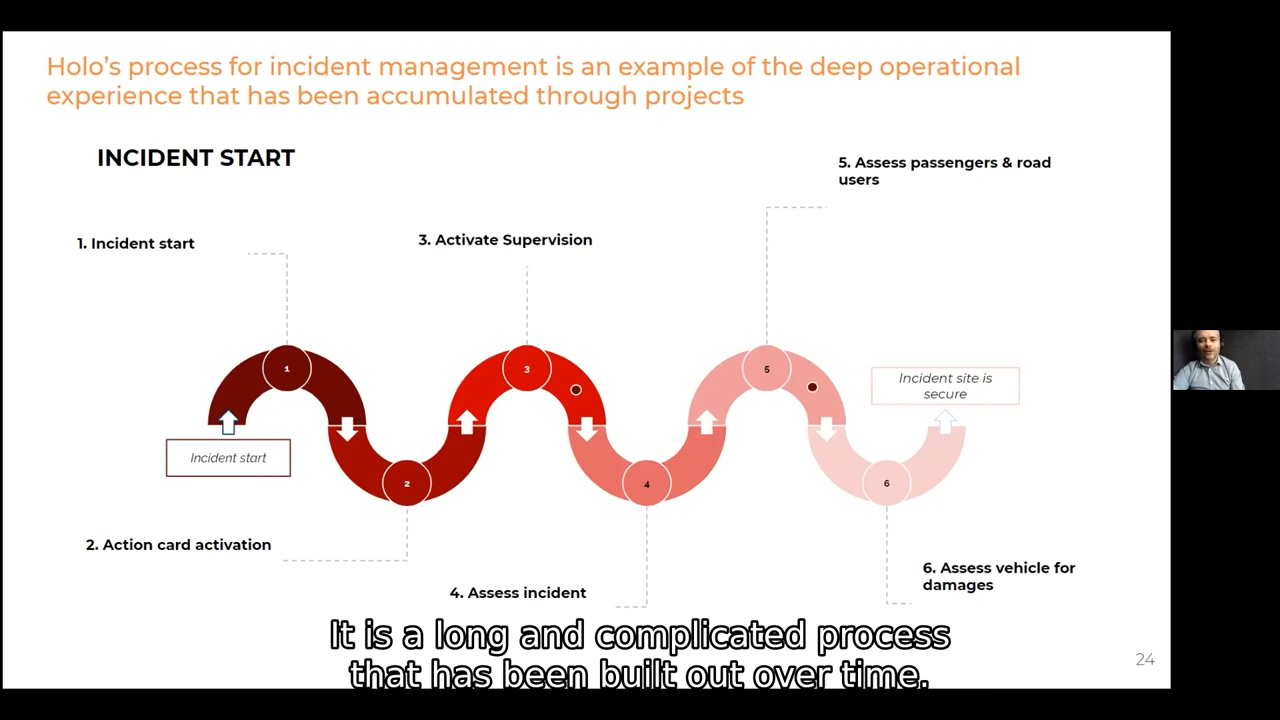 Holo's process for incident management is an example of the deep operational
experience that has been accumulated through projects
INCIDENT START
5. Assess passengers & road
users
1. Incident start
3. Activate Supervision
1
3
5
Incident site is
secure
Incident start
2
4
6
2. Action card activation
4. Assess incident
6. Assess vehicle for
damages
It is a long and complicated process
that has been built out over time.
24